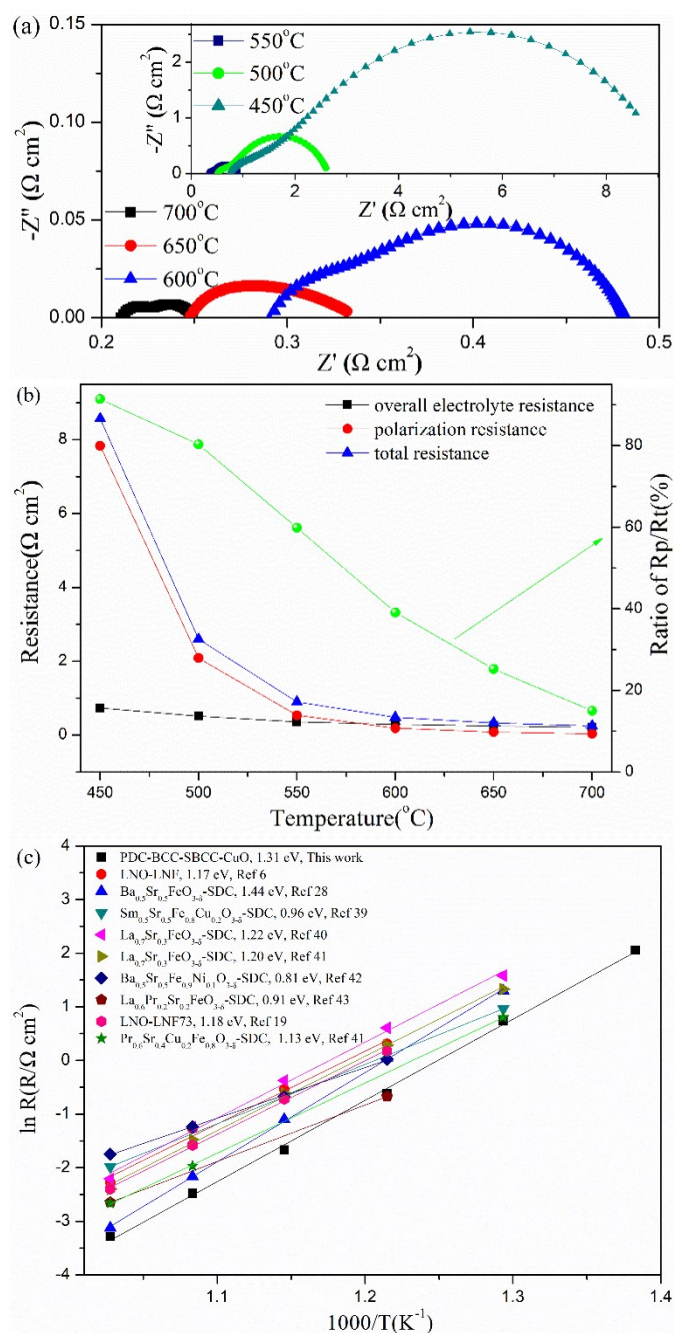 (a)
0.15
0.10
0.05
0.00
-Z" (Ω cm²)
0.2
0.3
0.4
0.5
Z' (Ω cm²)
700°C
650°C
600°C
2
1
0
-Z" (Ω cm²)
0
2
4
6
8
Z' (Ω cm²)
550°C
500°C
450°C
(b)
8
6
4
2
0
Resistance(Ω cm²)
overall electrolyte resistance
polarization resistance
total resistance
80
60
40
20
0
Ratio of Rp/Rt(%)
450
500
550
600
650
700
Temperature(°C)
(c)
PDC-BCC-SBCC-CuO, 1.31 eV, This work
LNO-LNF, 1.17 eV, Ref 6
Ba₀.₅Sr₀.₅FeO₃₋δ-SDC, 1.44 eV, Ref 28
Sm₀.₅Sr₀.₅Fe₀.₈Cu₀.₂O₃₋δ-SDC, 0.96 eV, Ref 39
La₀.₇Sr₀.₃FeO₃₋δ-SDC, 1.22 eV, Ref 40
La₀.₇Sr₀.₃FeO₃₋δ-SDC, 1.20 eV, Ref 41
Ba₀.₅Sr₀.₅Fe₀.₉Ni₀.₁O₃₋δ-SDC, 0.81 eV, Ref 42
La₀.₆Pr₀.₂Sr₀.₂FeO₃₋δ-SDC, 0.91 eV, Ref 43
LNO-LNF73, 1.18 eV, Ref 19
Pr₀.₆Sr₀.₄Cu₀.₂Fe₀.₈O₃₋δ-SDC, 1.13 eV, Ref 41
4
3
2
1
0
-1
-2
-3
-4
ln R(R/Ω cm²)
1.1
1.2
1.3
1.4
1000/T(K⁻¹)